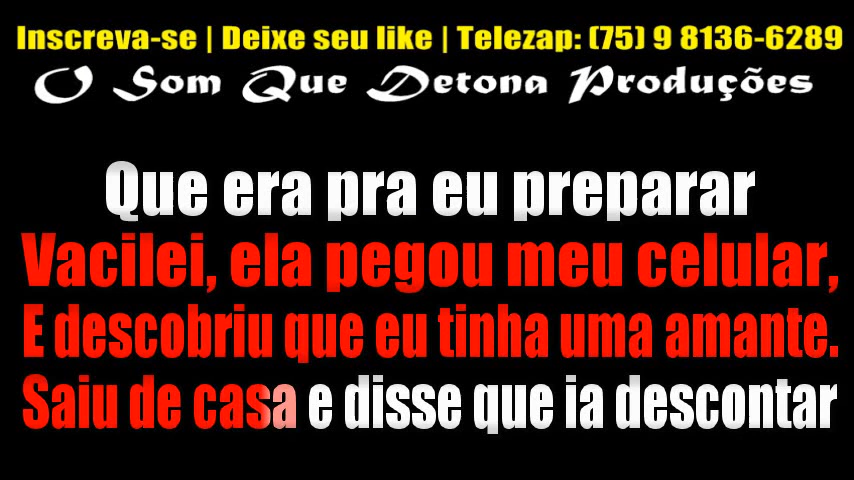 Inscreva-se | Deixe seu like | Telezap: (75) 9 8136-6289
O Som Que Detona Produções
Que era pra eu preparar
Vacilei, ela pegou meu celular,
E descobriu que eu tinha uma amante.
Saiu de casa e disse que ia descontar